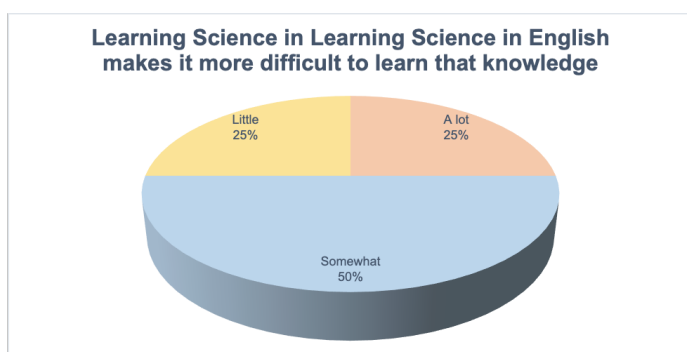 Learning Science in Learning Science in English
makes it more difficult to learn that knowledge
Little
25%
A lot
25%
Somewhat
50%